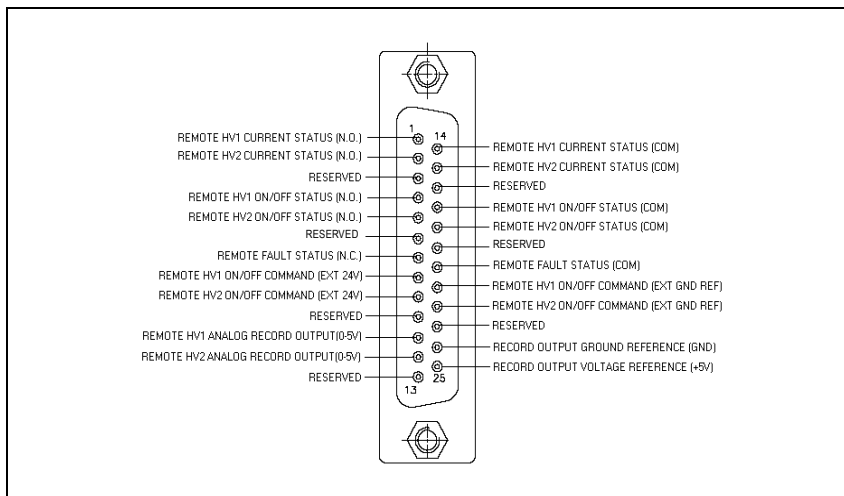 1
14
REMOTE HV1 CURRENT STATUS (N.O.)
REMOTE HV2 CURRENT STATUS (N.O.)
RESERVED
REMOTE HV1 ON/OFF STATUS (N.O.)
REMOTE HV2 ON/OFF STATUS (N.O.)
RESERVED
REMOTE FAULT STATUS (N.C.)
REMOTE HV1 ON/OFF COMMAND (EXT 24V)
REMOTE HV2 ON/OFF COMMAND (EXT 24V)
RESERVED
REMOTE HV1 ANALOG RECORD OUTPUT(0-5V)
REMOTE HV2 ANALOG RECORD OUTPUT(0-5V)
RESERVED
REMOTE HV1 CURRENT STATUS (COM)
REMOTE HV2 CURRENT STATUS (COM)
RESERVED
REMOTE HV1 ON/OFF STATUS (COM)
REMOTE HV2 ON/OFF STATUS (COM)
RESERVED
REMOTE FAULT STATUS (COM)
REMOTE HV1 ON/OFF COMMAND (EXT GND REF)
REMOTE HV2 ON/OFF COMMAND (EXT GND REF)
RESERVED
RECORD OUTPUT GROUND REFERENCE (GND)
RECORD OUTPUT VOLTAGE REFERENCE (+5V)
13
25